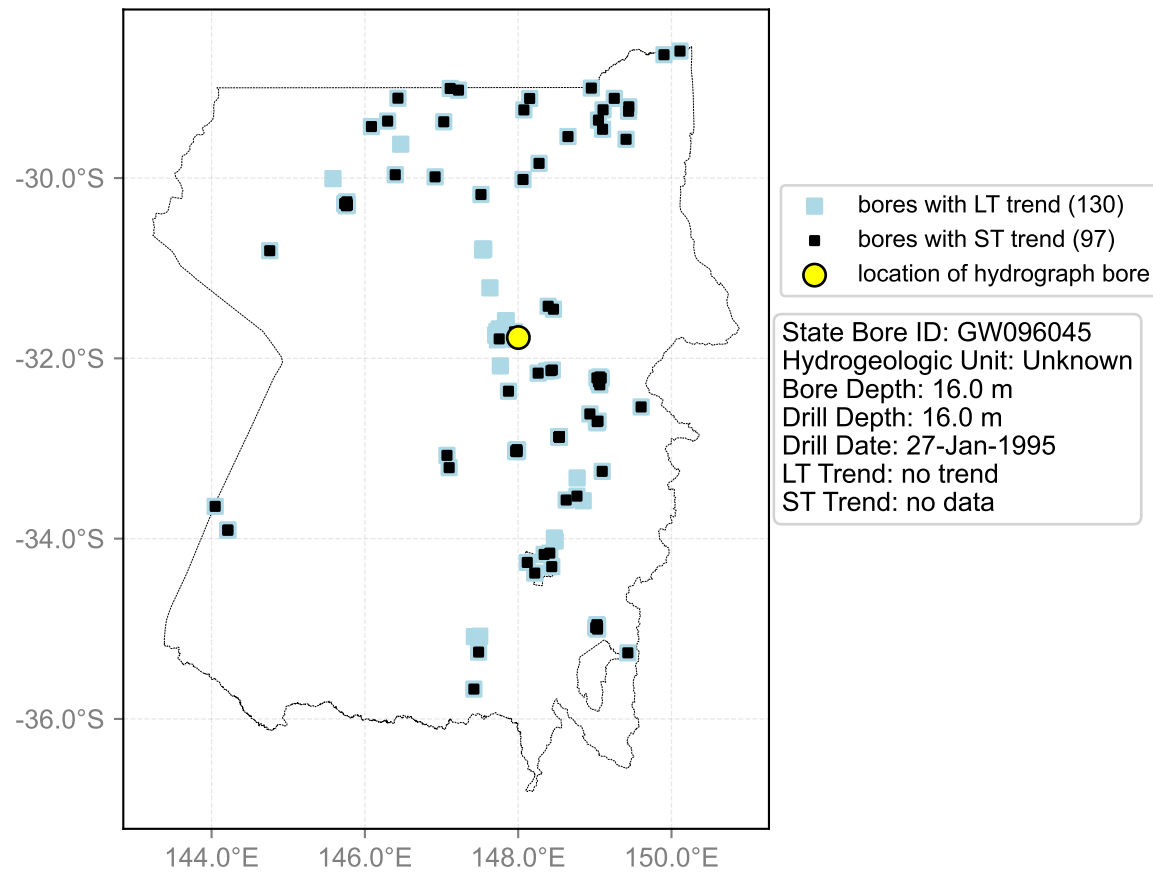 -30.0°S
-32.0°S
-34.0°S
-36.0°S
144.0°E 146.0°E 148.0°E 150.0°E
bores with LT trend (130)
bores with ST trend (97)
location of hydrograph bore
State Bore ID: GW096045
Hydrogeologic Unit: Unknown
Bore Depth: 16.0 m
Drill Depth: 16.0 m
Drill Date: 27-Jan-1995
LT Trend: no trend
ST Trend: no data